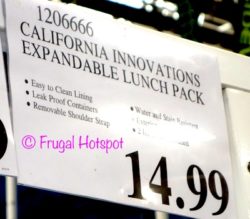 1206666
CALIFORNIA INNOVATIONS
EXPANDABLE LUNCH PACK
• Easy to Clean Lining
• Leak Proof Containers
• Removable Shoulder Strap
• Water and Stain Resistant
© Frugal Hotspot
14.99